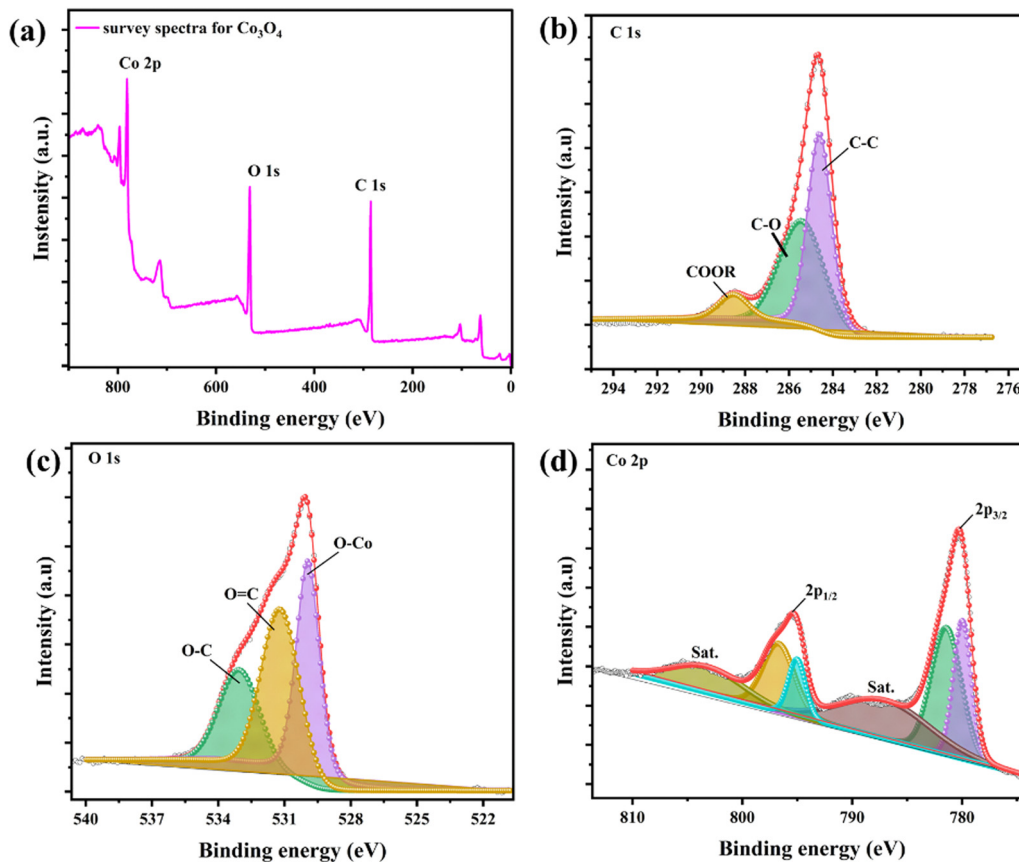 (a)
survey spectra for Co₃O₄
Co 2p
O 1s
C 1s
Instensity (a.u.)
800 600 400 200 0
Binding energy (eV)
(b)
C 1s
C-C
C-O
COOR
Intensity (a.u)
294 292 290 288 286 284 282 280 278 276
Binding energy (eV)
(c)
O 1s
O-Co
O=C
O-C
Intensity (a.u)
540 537 534 531 528 525 522
Binding energy (eV)
(d)
Co 2p
2p₃/₂
2p₁/₂
Sat.
Sat.
Intensity (a.u)
810 800 790 780
Binding energy (eV)